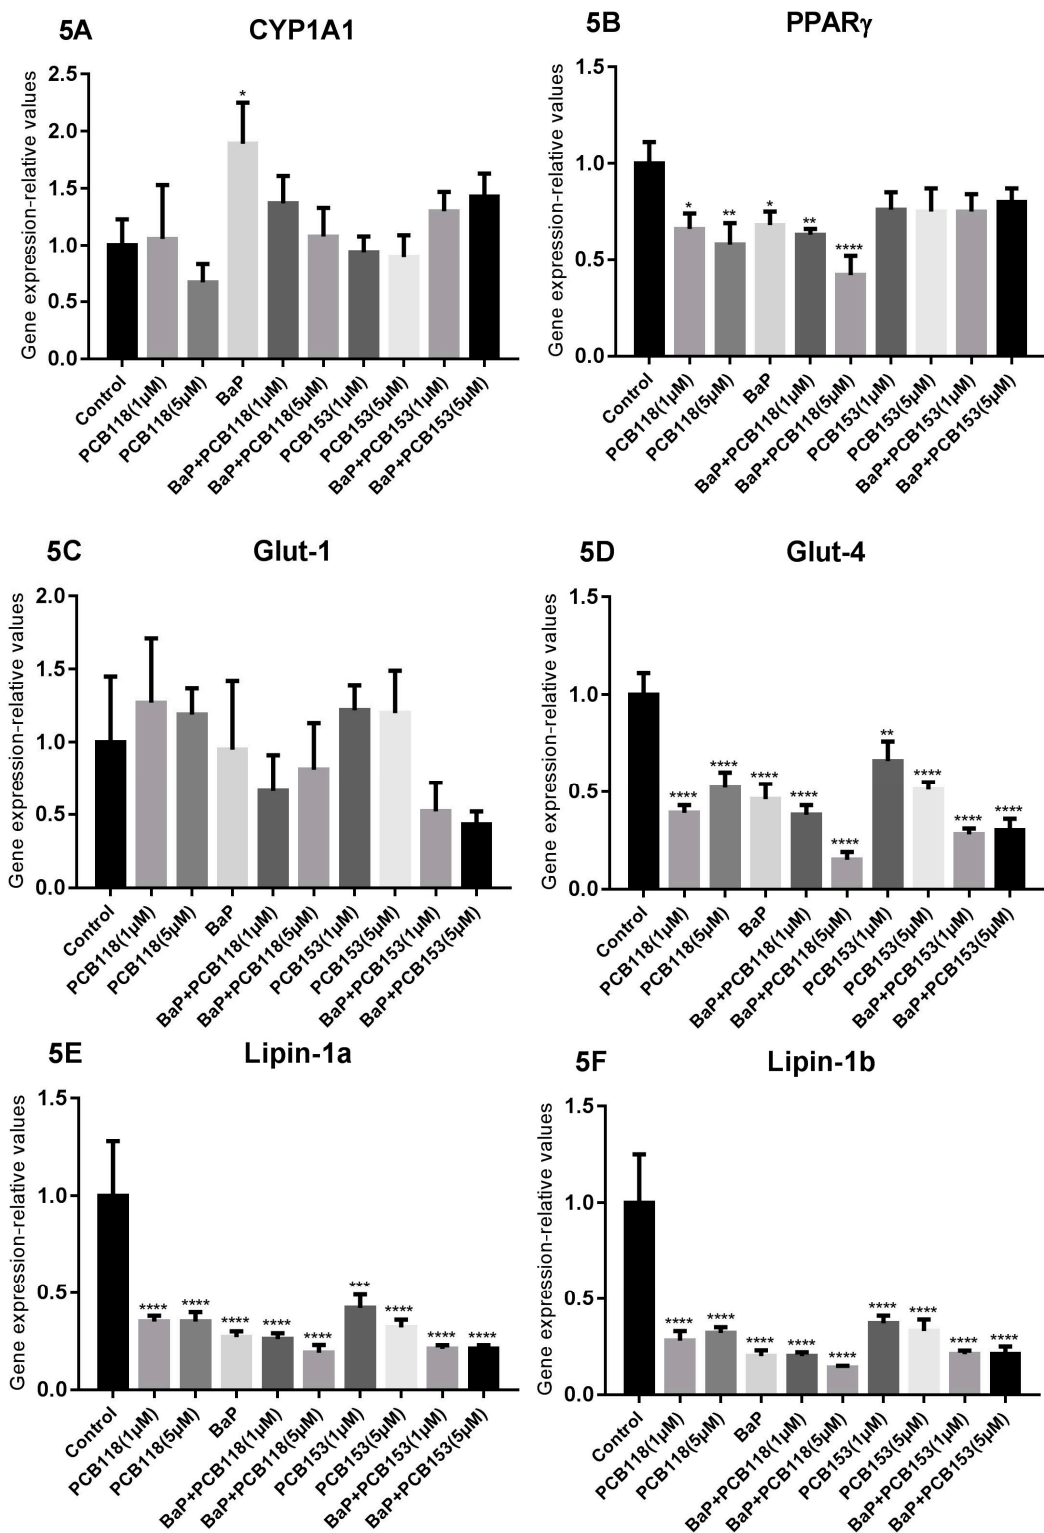 5A CYP1A1
Gene expression-relative values
2.5
2.0
1.5
1.0
0.5
0.0
*
Control
PCB118(1µM)
PCB118(5µM)
BaP
BaP+PCB118(1µM)
BaP+PCB118(5µM)
PCB153(1µM)
PCB153(5µM)
BaP+PCB153(1µM)
BaP+PCB153(5µM)
5B PPARγ
Gene expression-relative values
1.5
1.0
0.5
0.0
*
**
*
**
****
Control
PCB118(1µM)
PCB118(5µM)
BaP
BaP+PCB118(1µM)
BaP+PCB118(5µM)
PCB153(1µM)
PCB153(5µM)
BaP+PCB153(1µM)
BaP+PCB153(5µM)
5C Glut-1
Gene expression-relative values
2.0
1.5
1.0
0.5
0.0
Control
PCB118(1µM)
PCB118(5µM)
BaP
BaP+PCB118(1µM)
BaP+PCB118(5µM)
PCB153(1µM)
PCB153(5µM)
BaP+PCB153(1µM)
BaP+PCB153(5µM)
5D Glut-4
Gene expression-relative values
1.5
1.0
0.5
0.0
****
****
****
****
****
**
****
****
****
Control
PCB118(1µM)
PCB118(5µM)
BaP
BaP+PCB118(1µM)
BaP+PCB118(5µM)
PCB153(1µM)
PCB153(5µM)
BaP+PCB153(1µM)
BaP+PCB153(5µM)
5E Lipin-1a
Gene expression-relative values
1.5
1.0
0.5
0.0
****
****
****
****
****
***
****
****
****
Control
PCB118(1µM)
PCB118(5µM)
BaP
BaP+PCB118(1µM)
BaP+PCB118(5µM)
PCB153(1µM)
PCB153(5µM)
BaP+PCB153(1µM)
BaP+PCB153(5µM)
5F Lipin-1b
Gene expression-relative values
1.5
1.0
0.5
0.0
****
****
****
****
****
****
****
****
****
Control
PCB118(1µM)
PCB118(5µM)
BaP
BaP+PCB118(1µM)
BaP+PCB118(5µM)
PCB153(1µM)
PCB153(5µM)
BaP+PCB153(1µM)
BaP+PCB153(5µM)